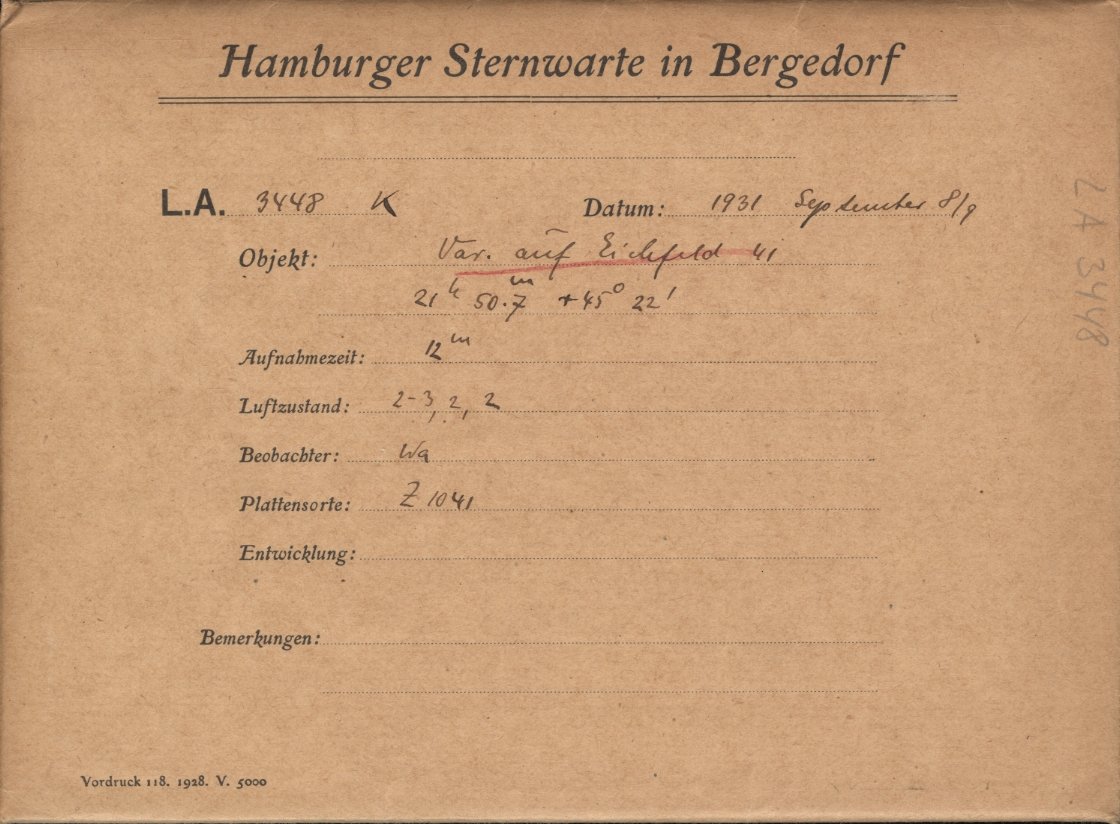 Hamburger Sternwarte in Bergedorf
L.A. 3448 K Datum: 1931 September 8/9
Objekt: Var. auf Eichfeld 41
21h 50.7m +45° 22'
Aufnahmezeit: 12m
Luftzustand: 2-3, 2, 2
Beobachter: Wa
Plattensorte: Z 1041
Entwicklung:
Bemerkungen:
Vordruck 118. 1928. V. 5000
LA 3448